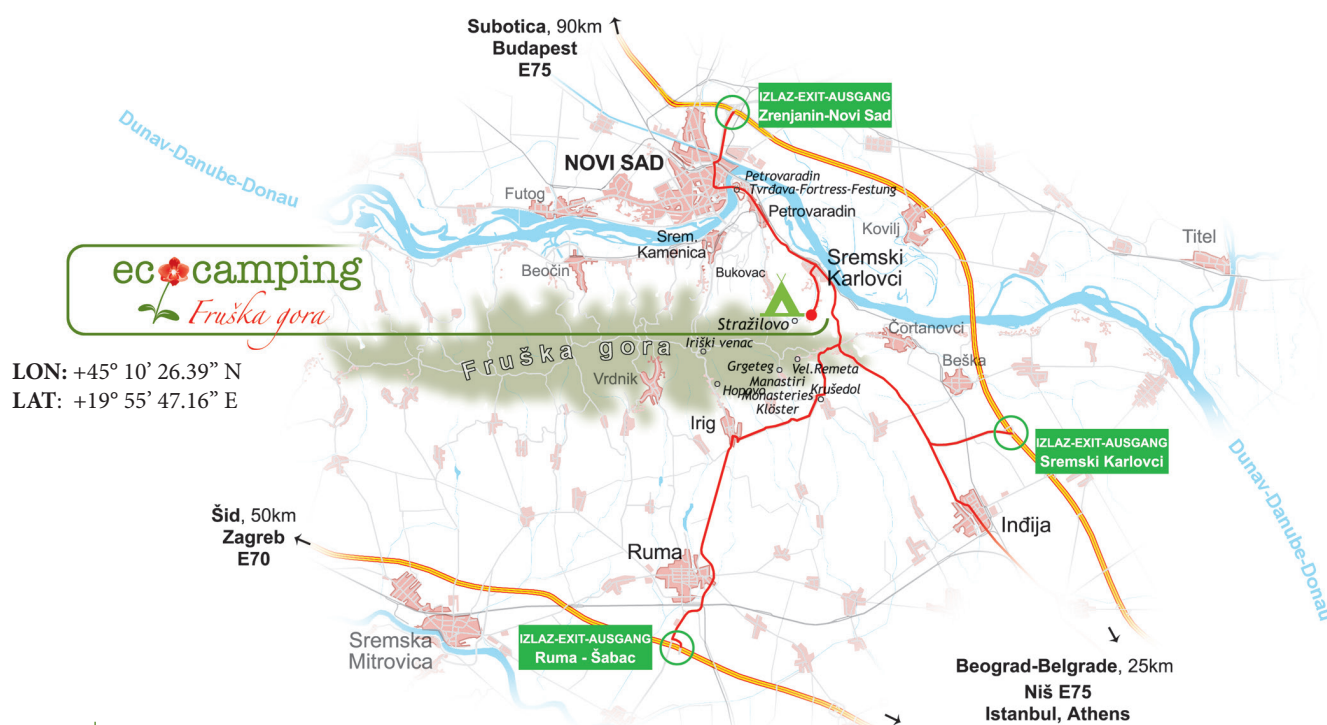 Subotica, 90km
Budapest
E75
IZLAZ-EXIT-AUSGANG
Zrenjanin-Novi Sad
Dunav-Danube-Donau
NOVI SAD
Petrovaradin
Tvrdava-Fortress-Festung
Futog
Petrovaradin
Kovilj
Titel
Srem.
Kamenica
Sremski
Karlovci
Beočin
Bukovac
ecocamping
Fruška gora
Stražilovo
Čortanovci
Iriški venac
Fruška gora
Beška
LON: +45° 10’ 26.39” N
LAT: +19° 55’ 47.16” E
Vrdnik
Grgeteg
Vel.Remeta
Hopovo
Manastiri
Monasteries
Klöster
Krušedol
Irig
IZLAZ-EXIT-AUSGANG
Sremski Karlovci
Dunav-Danube-Donau
Šid, 50km
Zagreb
E70
Inđija
Ruma
Sremska
Mitrovica
IZLAZ-EXIT-AUSGANG
Ruma - Šabac
Beograd-Belgrade, 25km
Niš E75
Istanbul, Athens